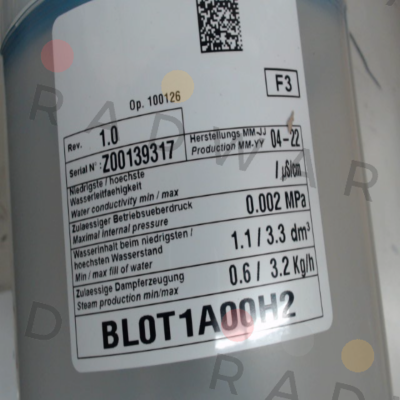 F3
Op. 100126
Rev. 1.0
Herstellungs MM-JJ
Production MM-YY 04-22
Serial N°: Z00139317
Niedrigste / hoechste
Wasserleitfaehigkeit
Water conductivity min / max / µS/cm
Zulaessiger Betriebsueberdruck
Maximal internal pressure 0.002 MPa
Wasserinhalt beim niedrigsten /
hoechsten Wasserstand
Min / max fill of water 1.1 / 3.3 dm³
Zulaessige Dampferzeugung
Steam production min/max 0.6 / 3.2 Kg/h
BL0T1A00H2
RADWAR
RADWAR